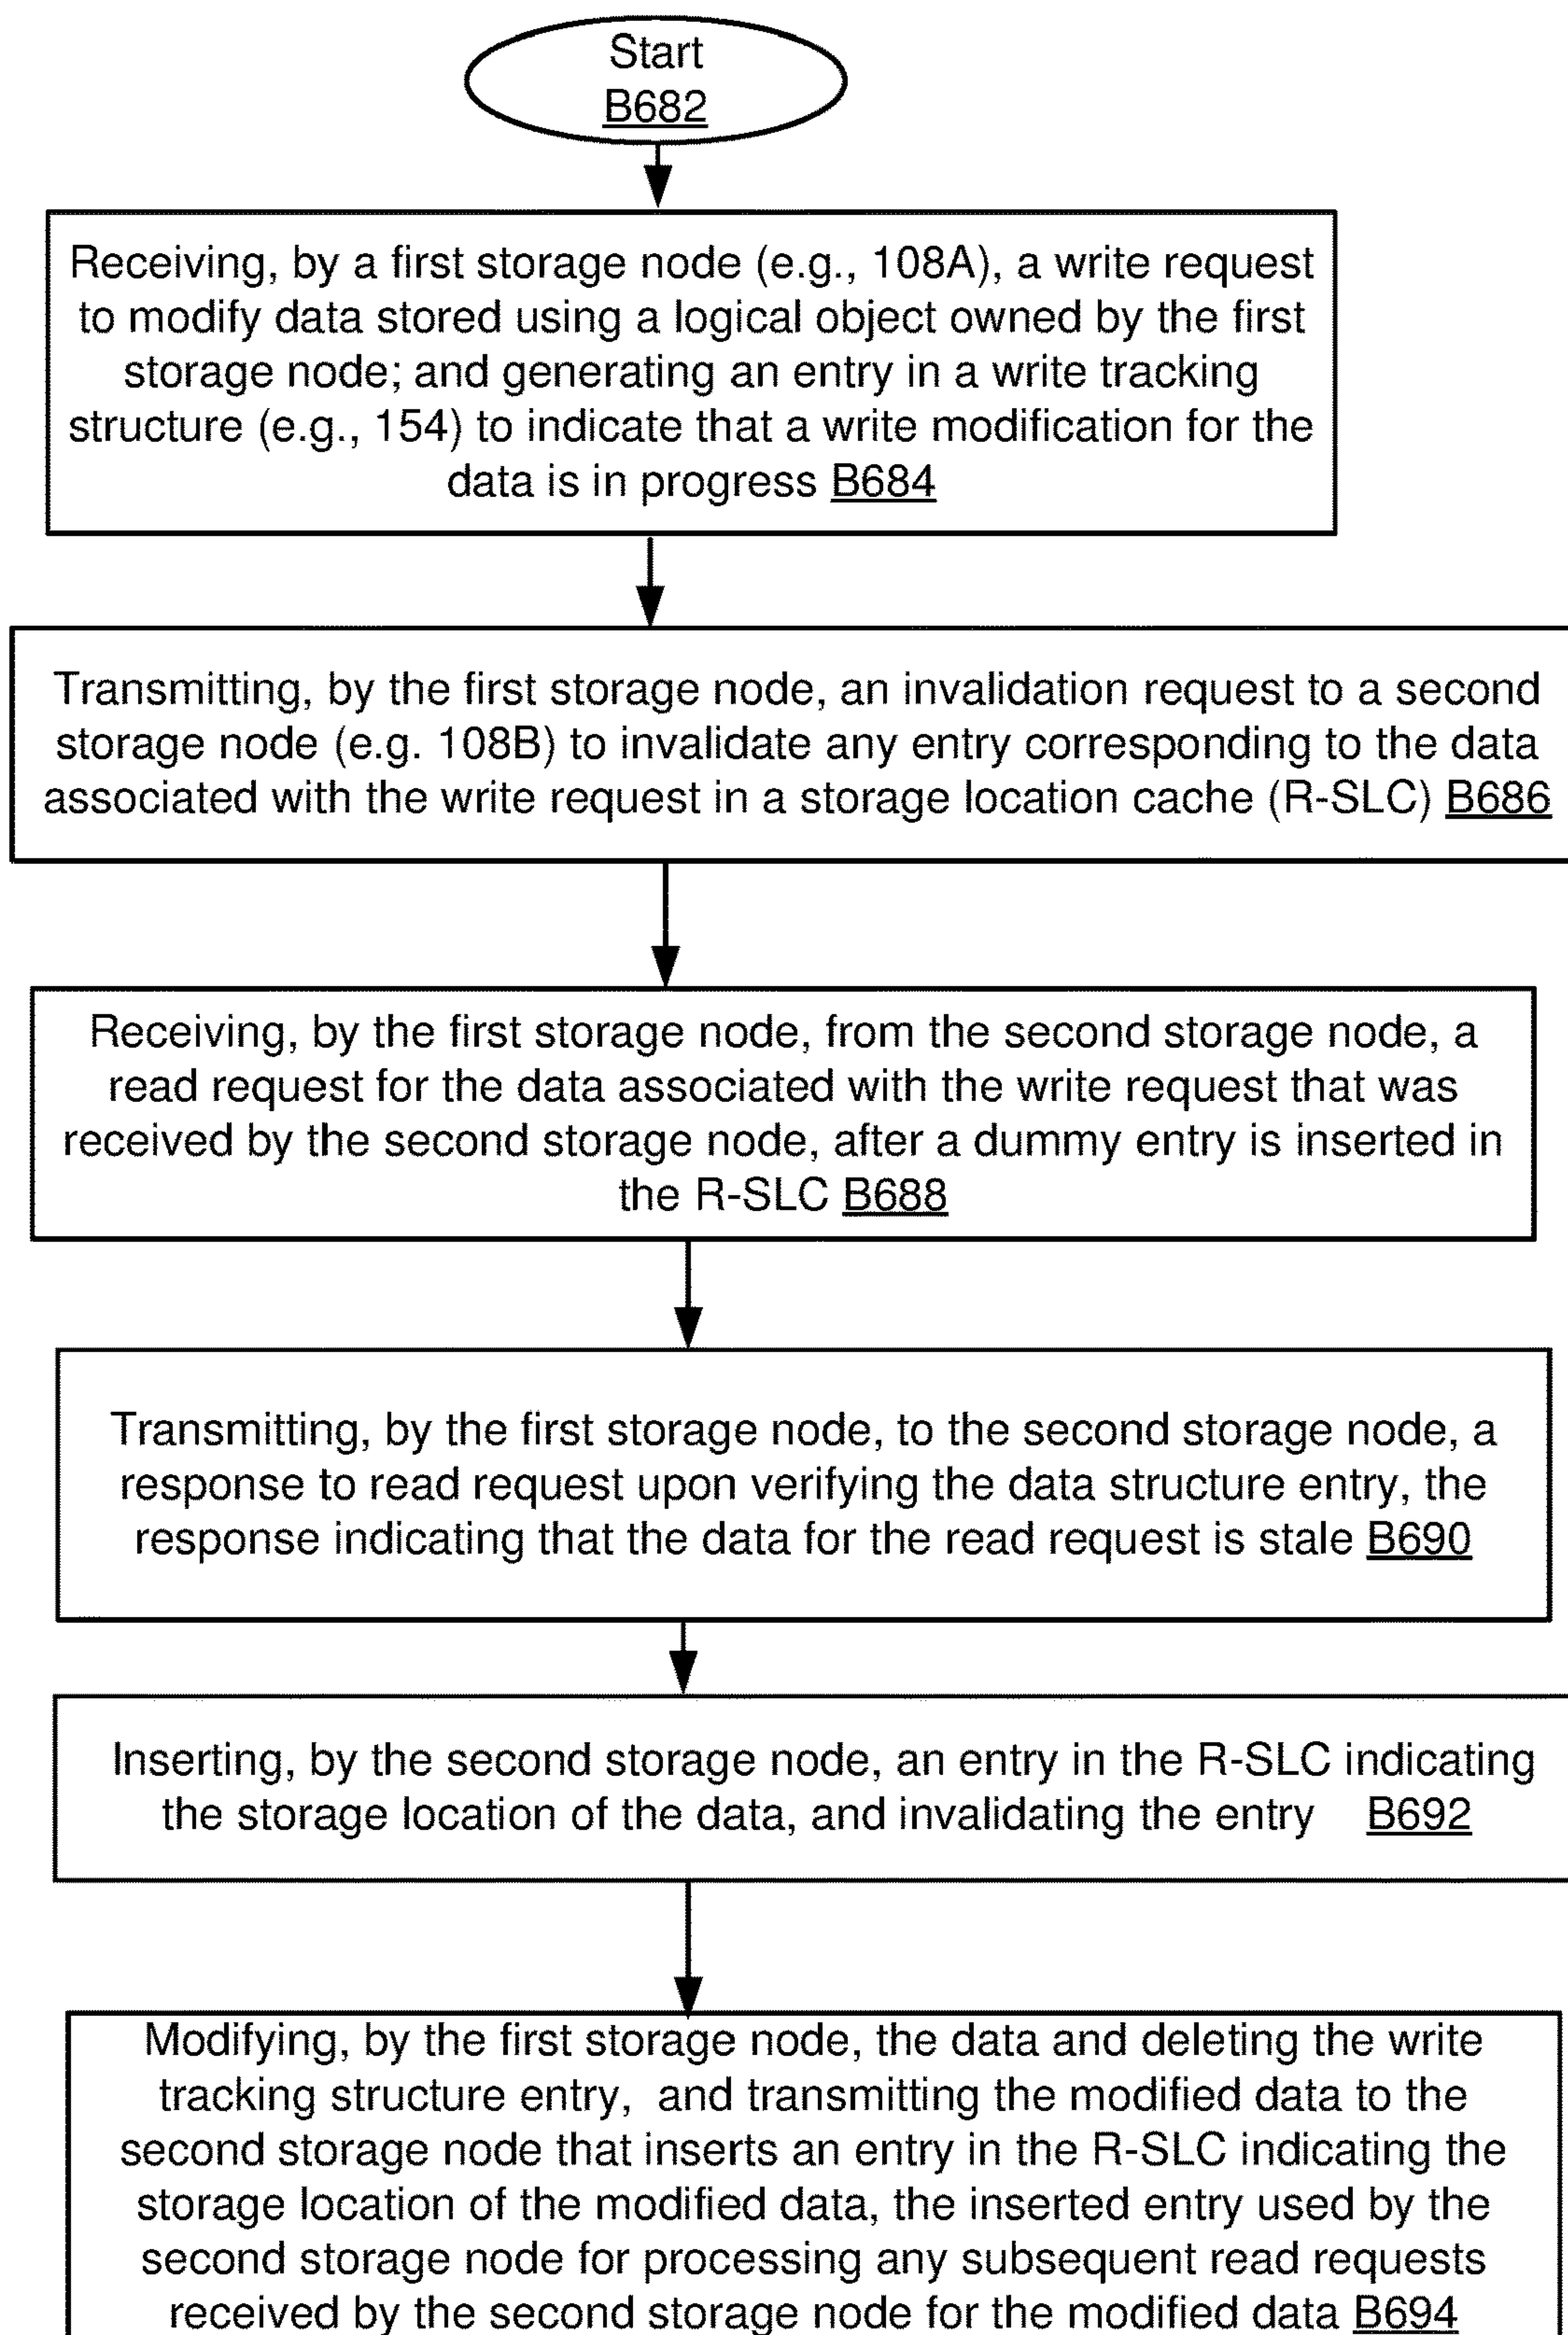 Start
B682
Receiving, by a first storage node (e.g., 108A), a write request
to modify data stored using a logical object owned by the first
storage node; and generating an entry in a write tracking
structure (e.g., 154) to indicate that a write modification for the
data is in progress B684
Transmitting, by the first storage node, an invalidation request to a second
storage node (e.g. 108B) to invalidate any entry corresponding to the data
associated with the write request in a storage location cache (R-SLC) B686
Receiving, by the first storage node, from the second storage node, a
read request for the data associated with the write request that was
received by the second storage node, after a dummy entry is inserted in
the R-SLC B688
Transmitting, by the first storage node, to the second storage node, a
response to read request upon verifying the data structure entry, the
response indicating that the data for the read request is stale B690
Inserting, by the second storage node, an entry in the R-SLC indicating
the storage location of the data, and invalidating the entry B692
Modifying, by the first storage node, the data and deleting the write
tracking structure entry, and transmitting the modified data to the
second storage node that inserts an entry in the R-SLC indicating the
storage location of the modified data, the inserted entry used by the
second storage node for processing any subsequent read requests
received by the second storage node for the modified data B694